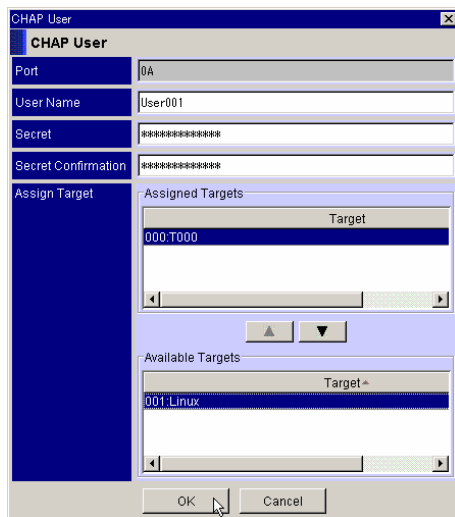 CHAP User
CHAP User
Port 0A
User Name User001
Secret *************
Secret Confirmation *************
Assign Target
Assigned Targets
Target
000:T000
Available Targets
Target
001:Linux
OK Cancel